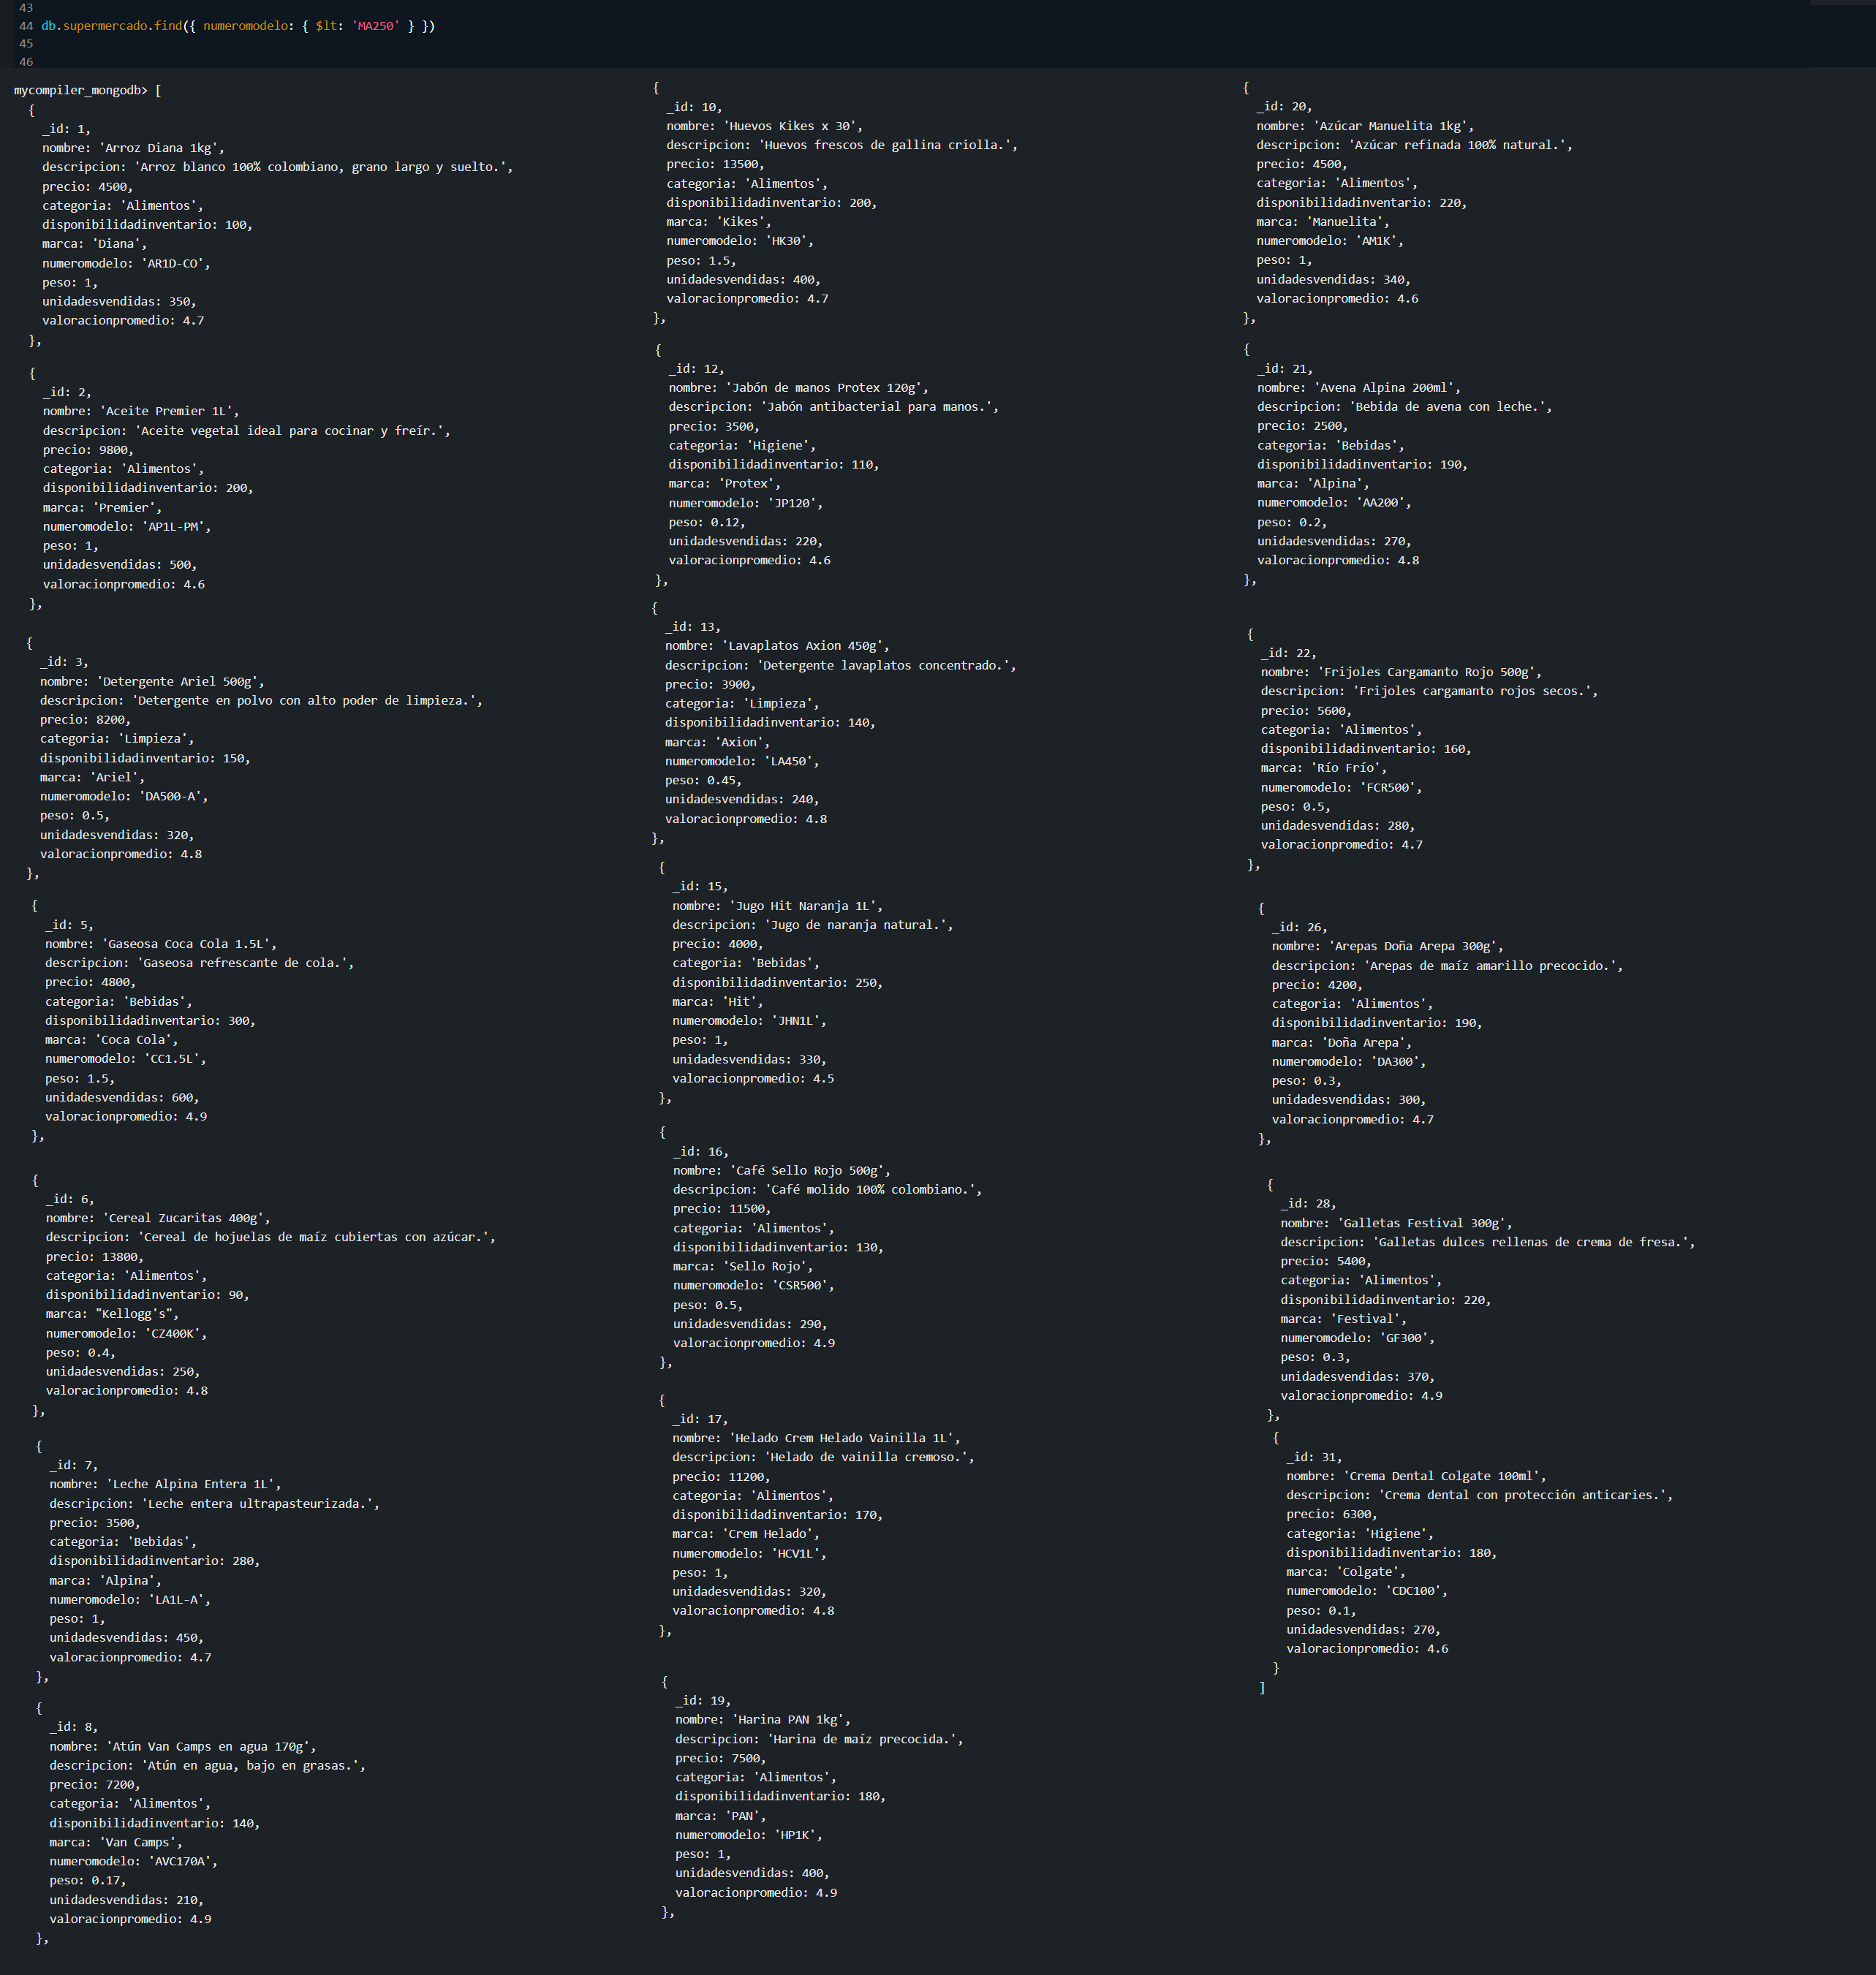 43
44 db.supermercado.find({ numeromodelo: { $lt: 'MA250' } })
45
46
mycompiler_mongodb> [
{
_id: 1,
nombre: 'Arroz Diana 1kg',
descripcion: 'Arroz blanco 100% colombiano, grano largo y suelto.',
precio: 4500,
categoria: 'Alimentos',
disponibilidadinventario: 100,
marca: 'Diana',
numeromodelo: 'AR1D-CO',
peso: 1,
unidadesvendidas: 350,
valoracionpromedio: 4.7
},
{
_id: 2,
nombre: 'Aceite Premier 1L',
descripcion: 'Aceite vegetal ideal para cocinar y freír.',
precio: 9800,
categoria: 'Alimentos',
disponibilidadinventario: 200,
marca: 'Premier',
numeromodelo: 'AP1L-PM',
peso: 1,
unidadesvendidas: 500,
valoracionpromedio: 4.6
},
{
_id: 3,
nombre: 'Detergente Ariel 500g',
descripcion: 'Detergente en polvo con alto poder de limpieza.',
precio: 8200,
categoria: 'Limpieza',
disponibilidadinventario: 150,
marca: 'Ariel',
numeromodelo: 'DA500-A',
peso: 0.5,
unidadesvendidas: 320,
valoracionpromedio: 4.8
},
{
_id: 5,
nombre: 'Gaseosa Coca Cola 1.5L',
descripcion: 'Gaseosa refrescante de cola.',
precio: 4800,
categoria: 'Bebidas',
disponibilidadinventario: 300,
marca: 'Coca Cola',
numeromodelo: 'CC1.5L',
peso: 1.5,
unidadesvendidas: 600,
valoracionpromedio: 4.9
},
{
_id: 6,
nombre: 'Cereal Zucaritas 400g',
descripcion: 'Cereal de hojuelas de maíz cubiertas con azúcar.',
precio: 13800,
categoria: 'Alimentos',
disponibilidadinventario: 90,
marca: "Kellogg's",
numeromodelo: 'CZ400K',
peso: 0.4,
unidadesvendidas: 250,
valoracionpromedio: 4.8
},
{
_id: 7,
nombre: 'Leche Alpina Entera 1L',
descripcion: 'Leche entera ultrapasteurizada.',
precio: 3500,
categoria: 'Bebidas',
disponibilidadinventario: 280,
marca: 'Alpina',
numeromodelo: 'LA1L-A',
peso: 1,
unidadesvendidas: 450,
valoracionpromedio: 4.7
},
{
_id: 8,
nombre: 'Atún Van Camps en agua 170g',
descripcion: 'Atún en agua, bajo en grasas.',
precio: 7200,
categoria: 'Alimentos',
disponibilidadinventario: 140,
marca: 'Van Camps',
numeromodelo: 'AVC170A',
peso: 0.17,
unidadesvendidas: 210,
valoracionpromedio: 4.9
},
{
_id: 10,
nombre: 'Huevos Kikes x 30',
descripcion: 'Huevos frescos de gallina criolla.',
precio: 13500,
categoria: 'Alimentos',
disponibilidadinventario: 200,
marca: 'Kikes',
numeromodelo: 'HK30',
peso: 1.5,
unidadesvendidas: 400,
valoracionpromedio: 4.7
},
{
_id: 12,
nombre: 'Jabón de manos Protex 120g',
descripcion: 'Jabón antibacterial para manos.',
precio: 3500,
categoria: 'Higiene',
disponibilidadinventario: 110,
marca: 'Protex',
numeromodelo: 'JP120',
peso: 0.12,
unidadesvendidas: 220,
valoracionpromedio: 4.6
},
{
_id: 13,
nombre: 'Lavaplatos Axion 450g',
descripcion: 'Detergente lavaplatos concentrado.',
precio: 3900,
categoria: 'Limpieza',
disponibilidadinventario: 140,
marca: 'Axion',
numeromodelo: 'LA450',
peso: 0.45,
unidadesvendidas: 240,
valoracionpromedio: 4.8
},
{
_id: 15,
nombre: 'Jugo Hit Naranja 1L',
descripcion: 'Jugo de naranja natural.',
precio: 4000,
categoria: 'Bebidas',
disponibilidadinventario: 250,
marca: 'Hit',
numeromodelo: 'JHN1L',
peso: 1,
unidadesvendidas: 330,
valoracionpromedio: 4.5
},
{
_id: 16,
nombre: 'Café Sello Rojo 500g',
descripcion: 'Café molido 100% colombiano.',
precio: 11500,
categoria: 'Alimentos',
disponibilidadinventario: 130,
marca: 'Sello Rojo',
numeromodelo: 'CSR500',
peso: 0.5,
unidadesvendidas: 290,
valoracionpromedio: 4.9
},
{
_id: 17,
nombre: 'Helado Crem Helado Vainilla 1L',
descripcion: 'Helado de vainilla cremoso.',
precio: 11200,
categoria: 'Alimentos',
disponibilidadinventario: 170,
marca: 'Crem Helado',
numeromodelo: 'HCV1L',
peso: 1,
unidadesvendidas: 320,
valoracionpromedio: 4.8
},
{
_id: 19,
nombre: 'Harina PAN 1kg',
descripcion: 'Harina de maíz precocida.',
precio: 7500,
categoria: 'Alimentos',
disponibilidadinventario: 180,
marca: 'PAN',
numeromodelo: 'HP1K',
peso: 1,
unidadesvendidas: 400,
valoracionpromedio: 4.9
},
{
_id: 20,
nombre: 'Azúcar Manuelita 1kg',
descripcion: 'Azúcar refinada 100% natural.',
precio: 4500,
categoria: 'Alimentos',
disponibilidadinventario: 220,
marca: 'Manuelita',
numeromodelo: 'AM1K',
peso: 1,
unidadesvendidas: 340,
valoracionpromedio: 4.6
},
{
_id: 21,
nombre: 'Avena Alpina 200ml',
descripcion: 'Bebida de avena con leche.',
precio: 2500,
categoria: 'Bebidas',
disponibilidadinventario: 190,
marca: 'Alpina',
numeromodelo: 'AA200',
peso: 0.2,
unidadesvendidas: 270,
valoracionpromedio: 4.8
},
{
_id: 22,
nombre: 'Frijoles Cargamanto Rojo 500g',
descripcion: 'Frijoles cargamanto rojos secos.',
precio: 5600,
categoria: 'Alimentos',
disponibilidadinventario: 160,
marca: 'Río Frío',
numeromodelo: 'FCR500',
peso: 0.5,
unidadesvendidas: 280,
valoracionpromedio: 4.7
},
{
_id: 26,
nombre: 'Arepas Doña Arepa 300g',
descripcion: 'Arepas de maíz amarillo precocido.',
precio: 4200,
categoria: 'Alimentos',
disponibilidadinventario: 190,
marca: 'Doña Arepa',
numeromodelo: 'DA300',
peso: 0.3,
unidadesvendidas: 300,
valoracionpromedio: 4.7
},
{
_id: 28,
nombre: 'Galletas Festival 300g',
descripcion: 'Galletas dulces rellenas de crema de fresa.',
precio: 5400,
categoria: 'Alimentos',
disponibilidadinventario: 220,
marca: 'Festival',
numeromodelo: 'GF300',
peso: 0.3,
unidadesvendidas: 370,
valoracionpromedio: 4.9
},
{
_id: 31,
nombre: 'Crema Dental Colgate 100ml',
descripcion: 'Crema dental con protección anticaries.',
precio: 6300,
categoria: 'Higiene',
disponibilidadinventario: 180,
marca: 'Colgate',
numeromodelo: 'CDC100',
peso: 0.1,
unidadesvendidas: 270,
valoracionpromedio: 4.6
}
]